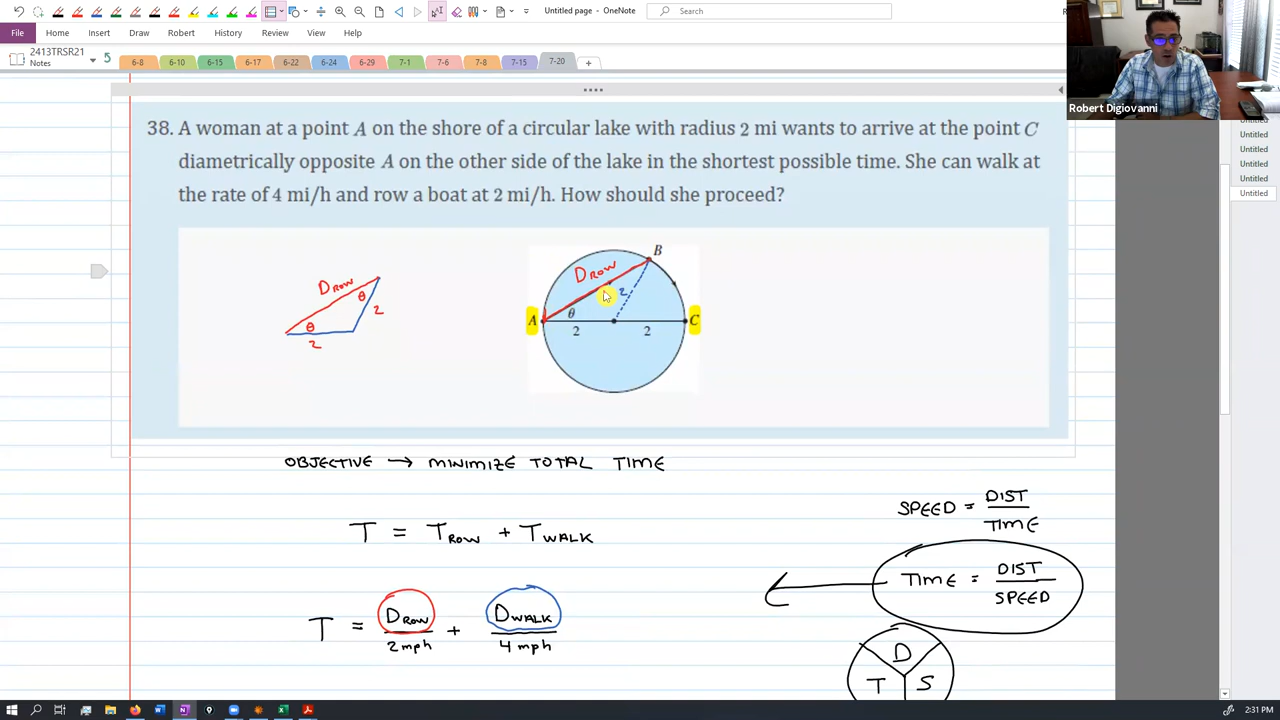 Untitled page - OneNote
Search
File
Home
Insert
Draw
Robert
History
Review
View
Help
2413TRSR21
Notes
5
6-8
6-10
6-15
6-17
6-22
6-24
6-29
7-1
7-6
7-8
7-15
7-20
Robert Digiovanni
Untitled
Untitled
Untitled
Untitled
Untitled
38. A woman at a point A on the shore of a circular lake with radius 2 mi wants to arrive at the point C
diametrically opposite A on the other side of the lake in the shortest possible time. She can walk at
the rate of 4 mi/h and row a boat at 2 mi/h. How should she proceed?
DROW
θ
θ
2
2
B
DROW
2
θ
A
C
2
2
OBJECTIVE → MINIMIZE TOTAL TIME
SPEED = DIST
TIME
T = TROW + TWALK
TIME = DIST
SPEED
T = DROW + DWALK
2mph 4mph
D
T S
2:31 PM